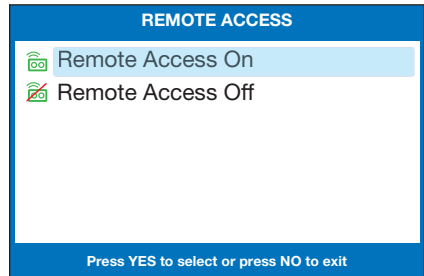 REMOTE ACCESS
Remote Access On
Remote Access Off
Press YES to select or press NO to exit